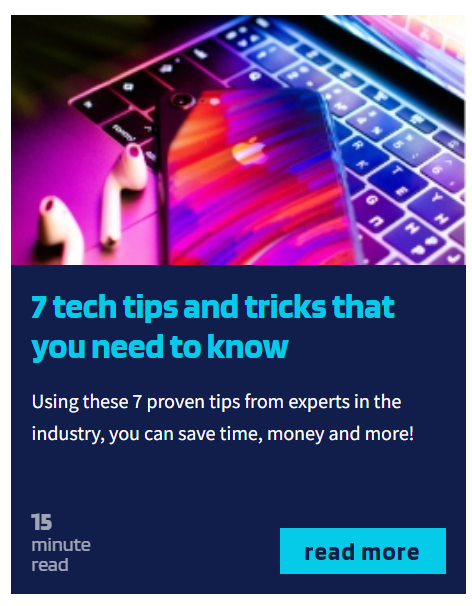 7 tech tips and tricks that
you need to know
Using these 7 proven tips from experts in the
industry, you can save time, money and more!
15
minute
read
read more